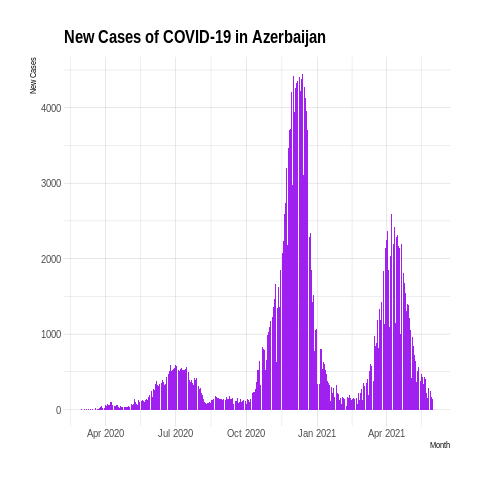 New Cases of COVID-19 in Azerbaijan
New Cases
4000
3000
2000
1000
0
Apr 2020 Jul 2020 Oct 2020 Jan 2021 Apr 2021
Month